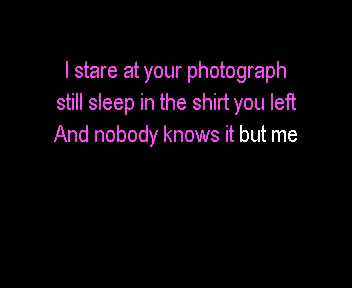 I stare at your photograph
still sleep in the shirt you left
And nobody knows it but me